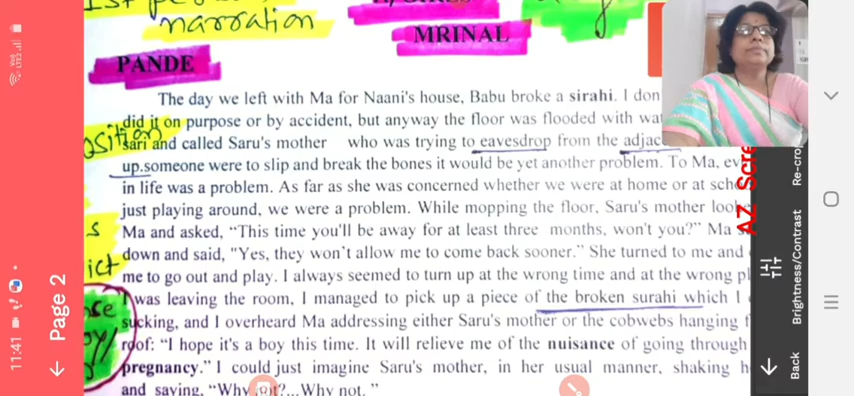 1st pe
narration
MRINAL
PANDE
The day we left with Ma for Naani's house, Babu broke a sirahi. I don
did it on purpose or by accident, but anyway the floor was flooded with wat
osition
sari and called Saru's mother who was trying to eavesdrop from the adjac
up.someone were to slip and break the bones it would be yet another problem. To Ma, ev
in life was a problem. As far as she was concerned whether we were at home or at sch
just playing around, we were a problem. While mopping the floor, Saru's mother loo
s
Ma and asked, “This time you'll be away for at least three months, won't you?” Ma s
down and said, "Yes, they won't allow me to come back sooner." She turned to me and
ict
me to go out and play. I always seemed to turn up at the wrong time and at the wrong pl
I was leaving the room, I managed to pick up a piece of the broken surahi which I
sucking, and I overheard Ma addressing either Saru's mother or the cobwebs hanging f
roof: “I hope it's a boy this time. It will relieve me of the nuisance of going through
pregnancy.” I could just imagine Saru's mother, in her usual manner, shaking h
and saying, “Why not?...Why not. ”
11:41
Page 2
AZ Scre
Re-cro
Brightness/Contrast
Back